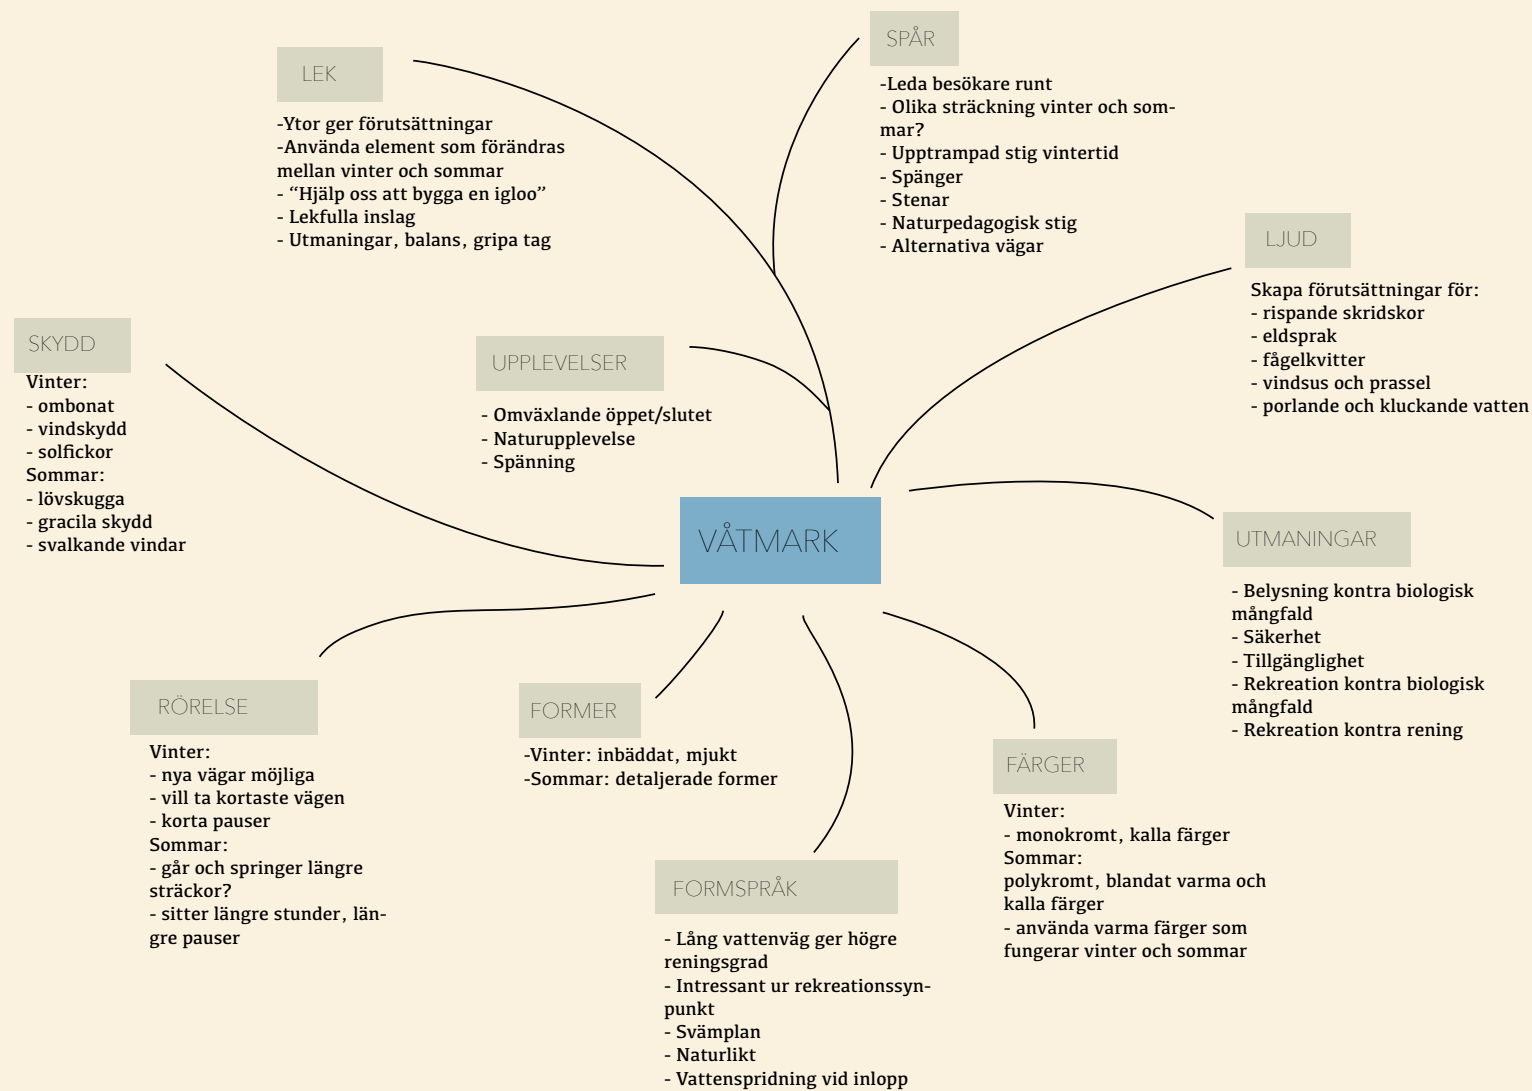 SPÅR
-Leda besökare runt
- Olika sträckning vinter och som-
mar?
- Upptrampad stig vintertid
- Spänger
- Stenar
- Naturpedagogisk stig
- Alternativa vägar
LEK
-Ytor ger förutsättningar
-Använda element som förändras
mellan vinter och sommar
- “Hjälp oss att bygga en igloo”
- Lekfulla inslag
- Utmaningar, balans, gripa tag
LJUD
Skapa förutsättningar för:
- rispande skridskor
- eldsprak
- fågelkvitter
- vindsus och prassel
- porlande och kluckande vatten
SKYDD
Vinter:
- ombonat
- vindskydd
- solfickor
Sommar:
- lövskugga
- gracila skydd
- svalkande vindar
UPPLEVELSER
- Omväxlande öppet/slutet
- Naturupplevelse
- Spänning
VÅTMARK
UTMANINGAR
- Belysning kontra biologisk
mångfald
- Säkerhet
- Tillgänglighet
- Rekreation kontra biologisk
mångfald
- Rekreation kontra rening
RÖRELSE
Vinter:
- nya vägar möjliga
- vill ta kortaste vägen
- korta pauser
Sommar:
- går och springer längre
sträckor?
- sitter längre stunder, län-
gre pauser
FORMER
-Vinter: inbäddat, mjukt
-Sommar: detaljerade former
FÄRGER
Vinter:
- monokromt, kalla färger
Sommar:
polykromt, blandat varma och
kalla färger
- använda varma färger som
fungerar vinter och sommar
FORMSPRÅK
- Lång vattenväg ger högre
reningsgrad
- Intressant ur rekreationssyn-
punkt
- Svämplan
- Naturlikt
- Vattenspridning vid inlopp